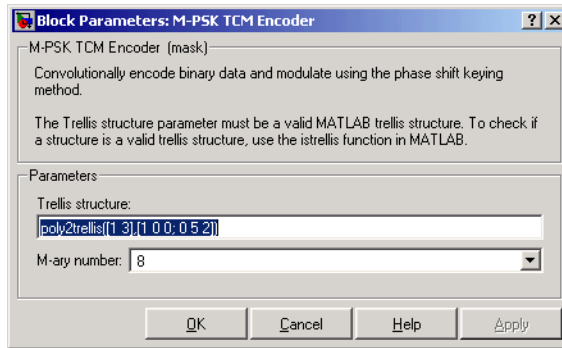 Block Parameters: M-PSK TCM Encoder
M-PSK TCM Encoder (mask)
Convolutionally encode binary data and modulate using the phase shift keying
method.
The Trellis structure parameter must be a valid MATLAB trellis structure. To check if
a structure is a valid trellis structure, use the istrellis function in MATLAB.
Parameters
Trellis structure:
poly2trellis([1 3],[1 0 0; 0 5 2])
M-ary number: 8
OK Cancel Help Apply